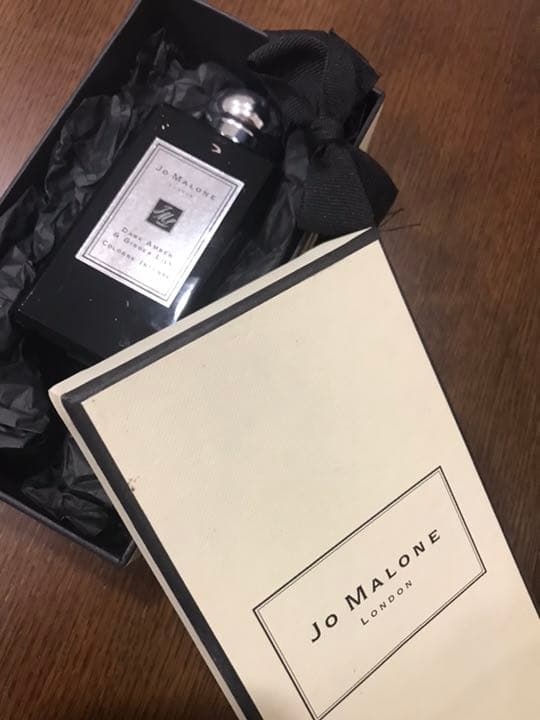 JO MALONE
LONDON
DARK AMBER
& GINGER LILY
COLOGNE INTENSE
JO MALONE
LONDON